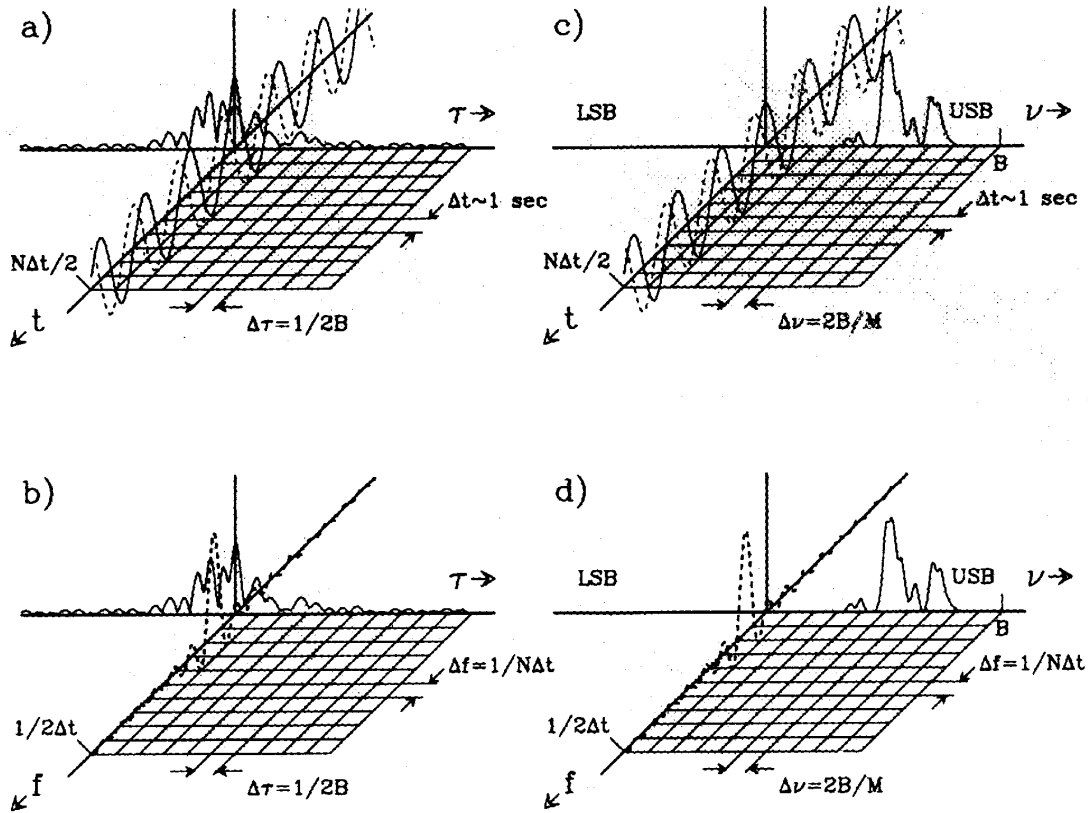 a)
τ→
Δt~1 sec
NΔt/2
t
Δτ=1/2B
c)
LSB
USB
ν→
B
Δt~1 sec
NΔt/2
t
Δν=2B/M
b)
τ→
Δf=1/NΔt
1/2Δt
f
Δτ=1/2B
d)
LSB
USB
ν→
B
Δf=1/NΔt
1/2Δt
f
Δν=2B/M